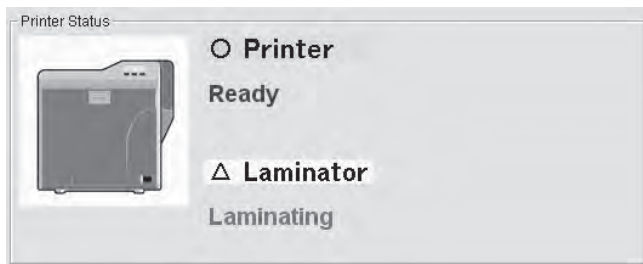 Printer Status
○ Printer
Ready
△ Laminator
Laminating